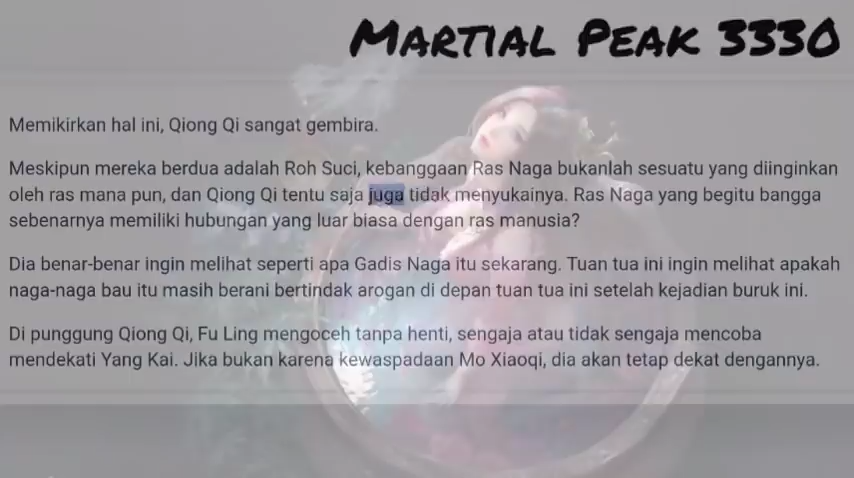 MARTIAL PEAK 3330
Memikirkan hal ini, Qiong Qi sangat gembira.
Meskipun mereka berdua adalah Roh Suci, kebanggaan Ras Naga bukanlah sesuatu yang diinginkan
oleh ras mana pun, dan Qiong Qi tentu saja juga tidak menyukainya. Ras Naga yang begitu bangga
sebenarnya memiliki hubungan yang luar biasa dengan ras manusia?
Dia benar-benar ingin melihat seperti apa Gadis Naga itu sekarang. Tuan tua ini ingin melihat apakah
naga-naga bau itu masih berani bertindak arogan di depan tuan tua ini setelah kejadian buruk ini.
Di punggung Qiong Qi, Fu Ling mengoceh tanpa henti, sengaja atau tidak sengaja mencoba
mendekati Yang Kai. Jika bukan karena kewaspadaan Mo Xiaoqi, dia akan tetap dekat dengannya.